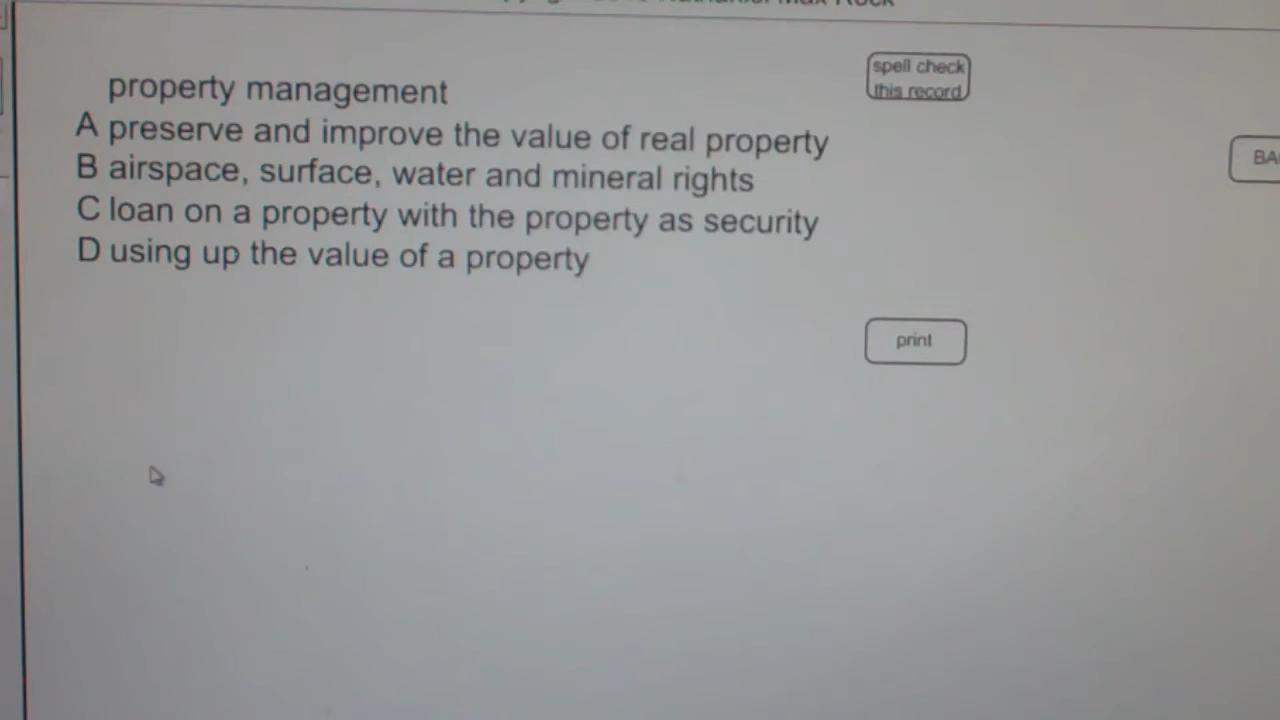 property management
spell check
this record
A preserve and improve the value of real property
B airspace, surface, water and mineral rights
C loan on a property with the property as security
D using up the value of a property
print